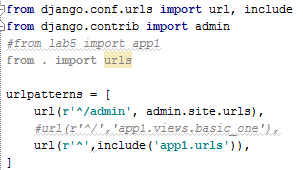 from django.conf.urls import url, include
from django.contrib import admin
#from lab5 import app1
from . import urls
urlpatterns = [
    url(r'^/admin', admin.site.urls),
    #url(r'^/','app1.views.basic_one'),
    url(r'^',include('app1.urls')),
]